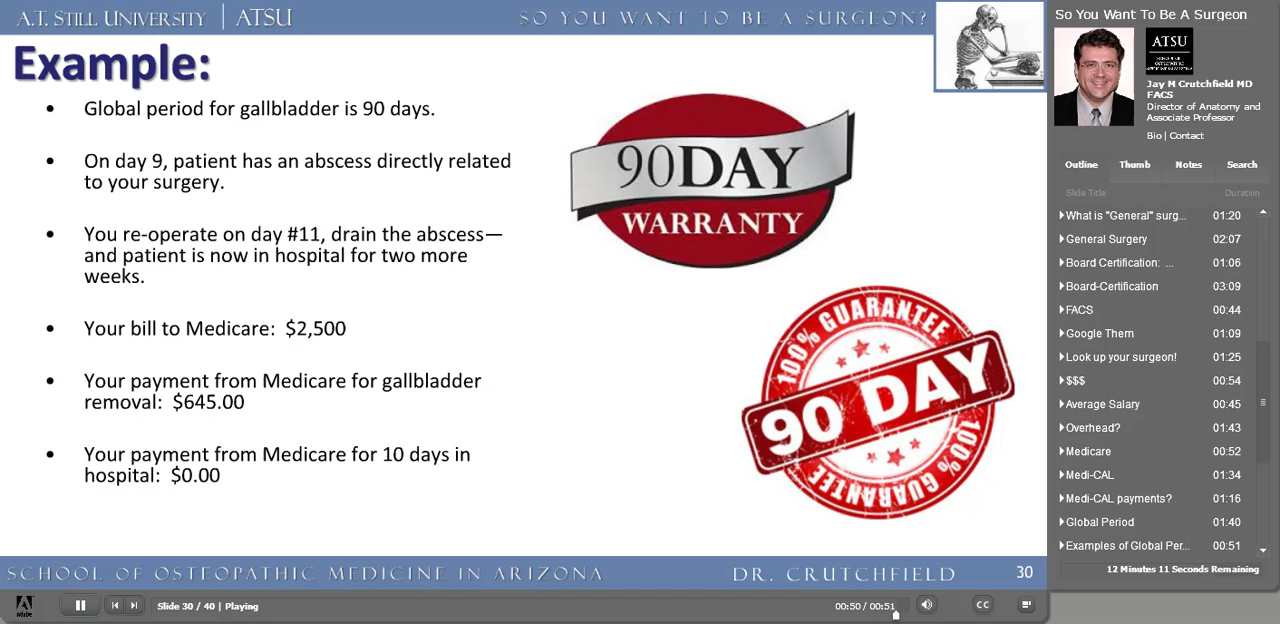 A.T. STILL UNIVERSITY | ATSU
SO YOU WANT TO BE A SURGEON?
Example:
• Global period for gallbladder is 90 days.
• On day 9, patient has an abscess directly related
to your surgery.
• You re-operate on day #11, drain the abscess—
and patient is now in hospital for two more
weeks.
• Your bill to Medicare: $2,500
• Your payment from Medicare for gallbladder
removal: $645.00
• Your payment from Medicare for 10 days in
hospital: $0.00
90DAY
WARRANTY
100% GUARANTEE
90 DAY
100% GUARANTEE
SCHOOL OF OSTEOPATHIC MEDICINE IN ARIZONA
DR. CRUTCHFIELD
30
Adobe
Slide 30 / 40 | Playing
00:50 / 00:51
CC
So You Want To Be A Surgeon
ATSU
Jay M Crutchfield MD
FACS
Director of Anatomy and
Associate Professor
Bio | Contact
Outline Thumb Notes Search
Slide Title Duration
What is "General" surg... 01:20
General Surgery 02:07
Board Certification: ... 01:06
Board-Certification 03:09
FACS 00:44
Google Them 01:09
Look up your surgeon! 01:25
$$$ 00:54
Average Salary 00:45
Overhead? 01:43
Medicare 00:52
Medi-CAL 01:34
Medi-CAL payments? 01:16
Global Period 01:40
Examples of Global Per... 00:51
12 Minutes 11 Seconds Remaining